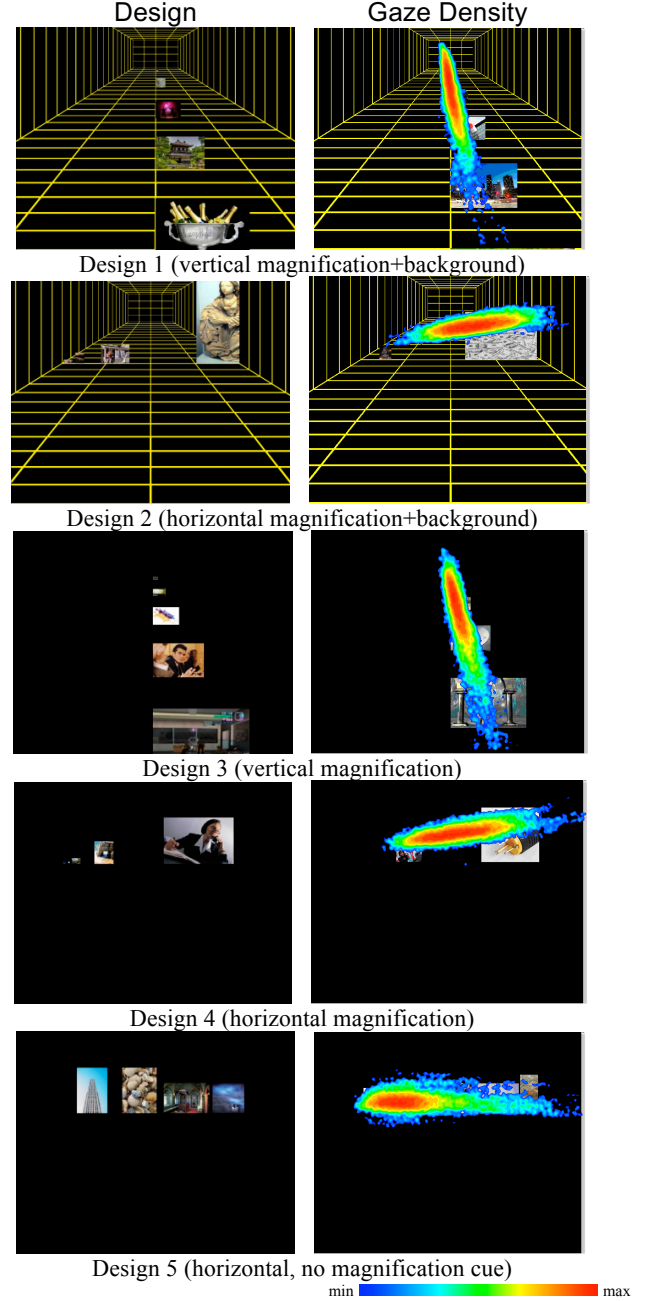 Design Gaze Density
Design 1 (vertical magnification+background)
Design 2 (horizontal magnification+background)
Design 3 (vertical magnification)
Design 4 (horizontal magnification)
Design 5 (horizontal, no magnification cue)
min max